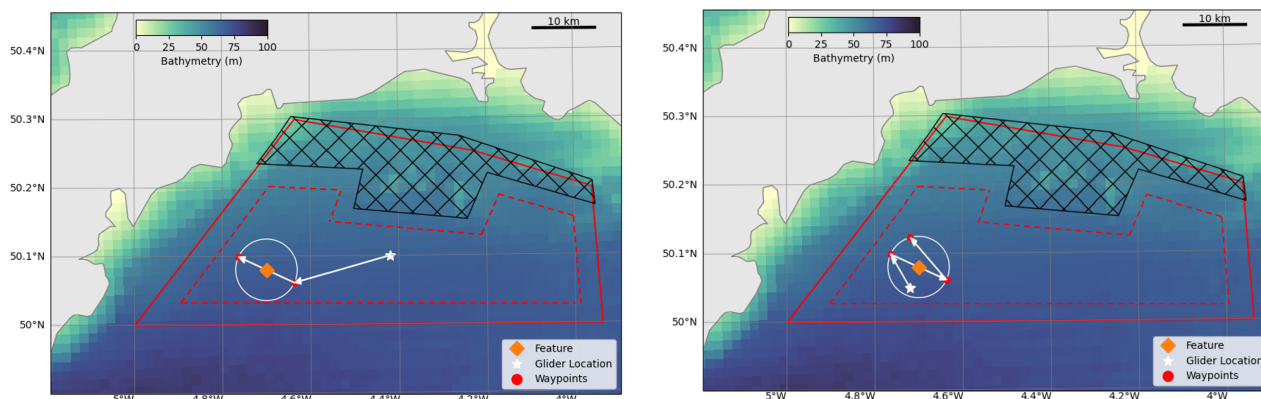 10 km
0 25 50 75 100
Bathymetry (m)
50.4°N
50.3°N
50.2°N
50.1°N
50°N
Feature
Glider Location
Waypoints
5°W 4.8°W 4.6°W 4.4°W 4.2°W 4°W
10 km
0 25 50 75 100
Bathymetry (m)
50.4°N
50.3°N
50.2°N
50.1°N
50°N
Feature
Glider Location
Waypoints
5°W 4.8°W 4.6°W 4.4°W 4.2°W 4°W